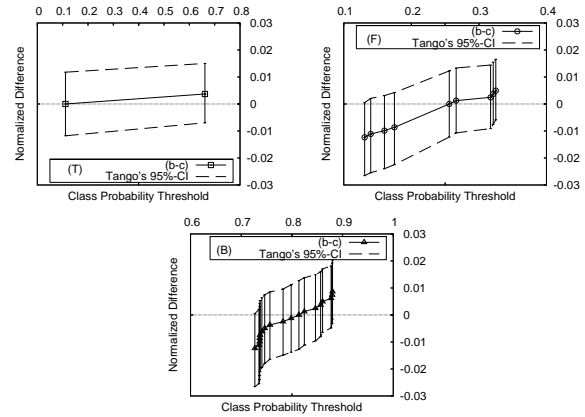 0 0.1 0.2 0.3 0.4 0.5 0.6 0.7 0.8
0.03
0.02
0.01
0
-0.01
-0.02
-0.03
Normalized Difference
Class Probability Threshold
(T)
(b-c)
Tango's 95%-CI
0.1 0.2 0.3 0.4
0.03
0.02
0.01
0
-0.01
-0.02
-0.03
Normalized Difference
Class Probability Threshold
(F)
(b-c)
Tango's 95%-CI
0.6 0.7 0.8 0.9 1
0.03
0.02
0.01
0
-0.01
-0.02
-0.03
Normalized Difference
Class Probability Threshold
(B)
(b-c)
Tango's 95%-CI